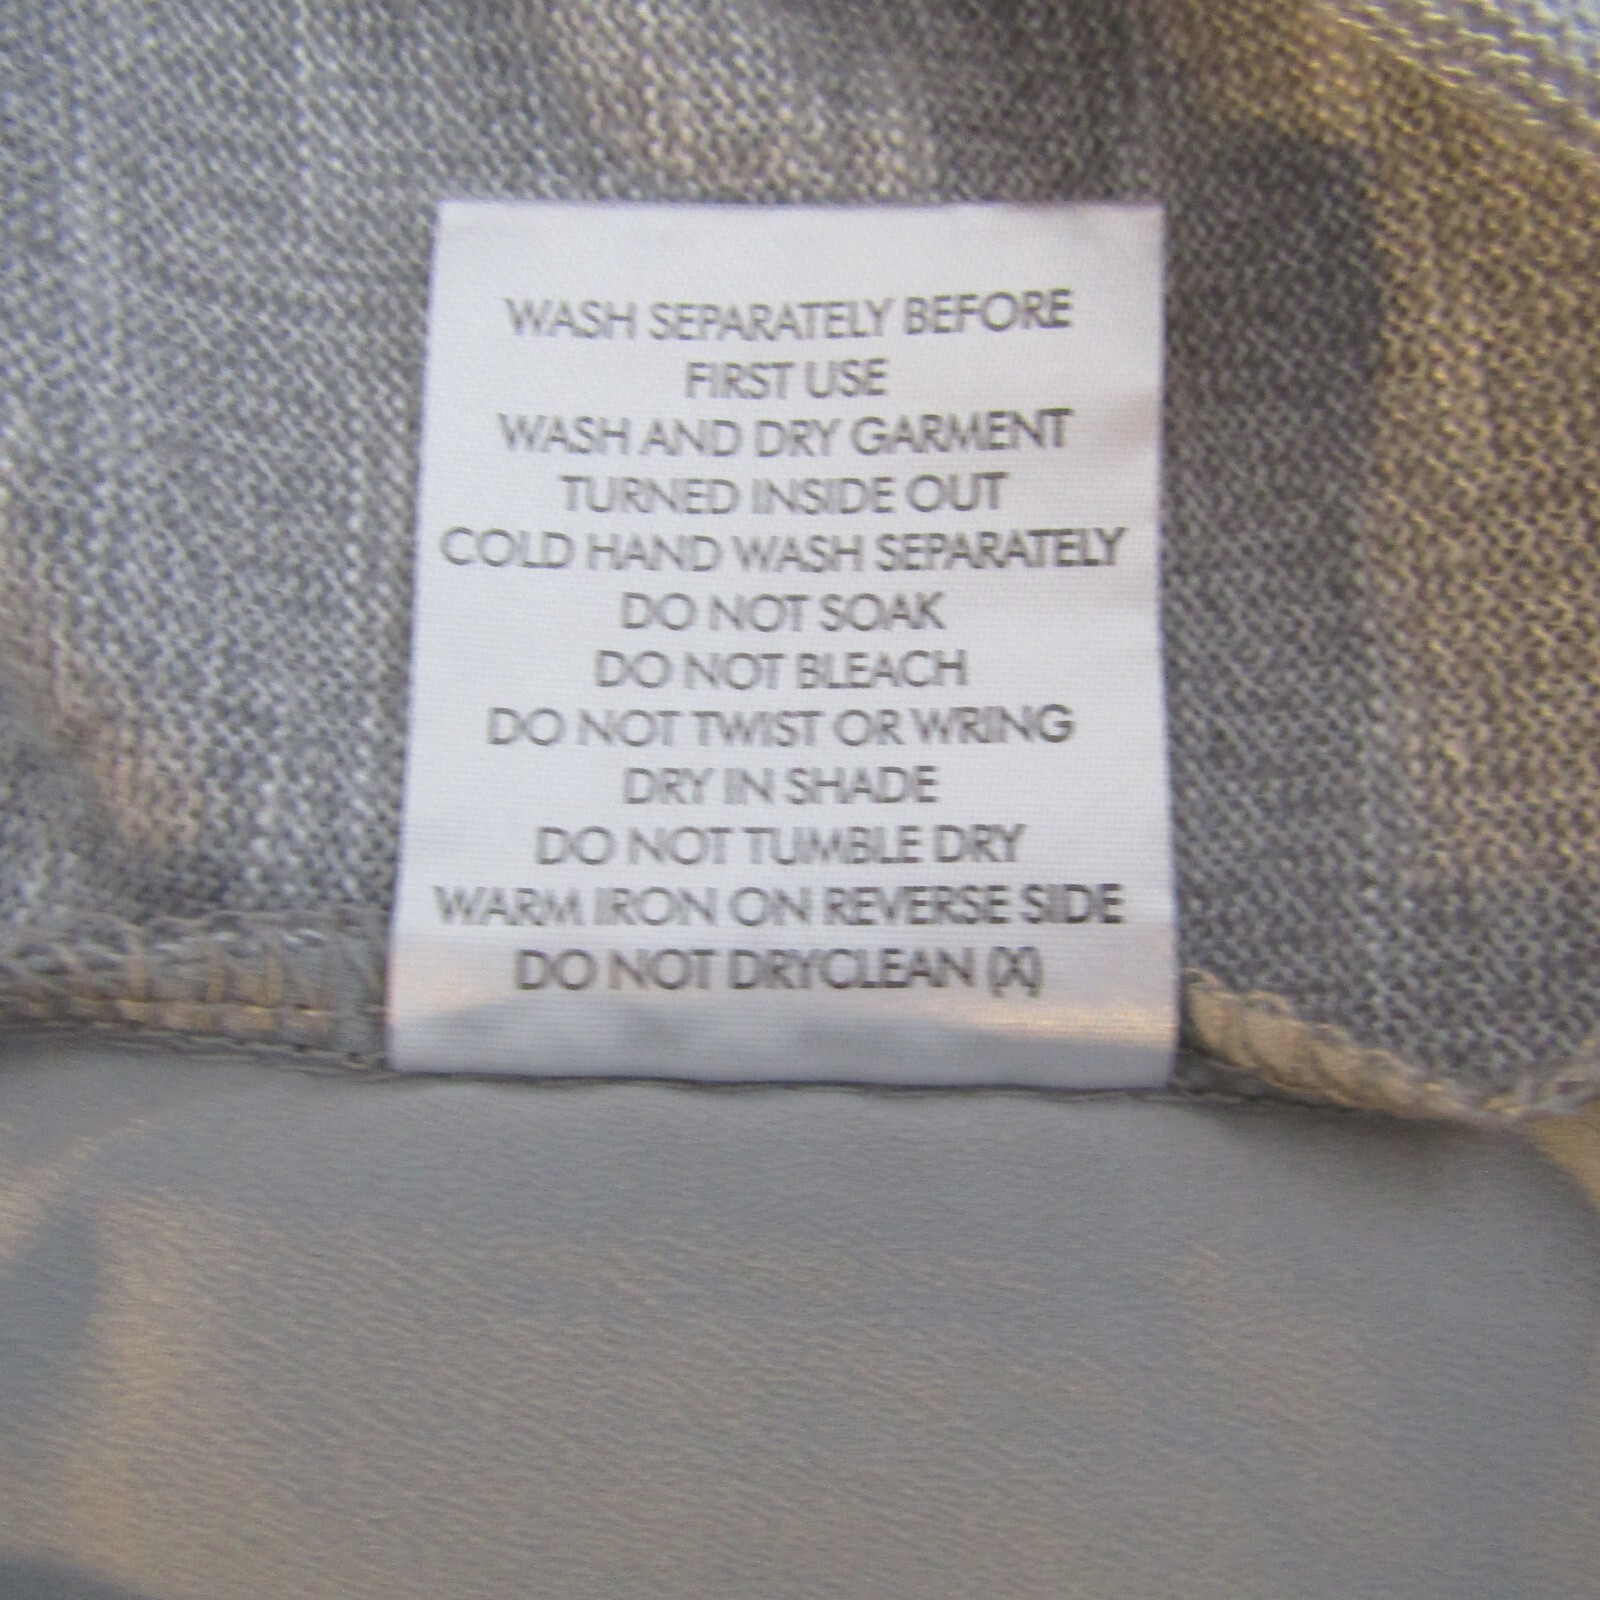 WASH SEPARATELY BEFORE
FIRST USE
WASH AND DRY GARMENT
TURNED INSIDE OUT
COLD HAND WASH SEPARATELY
DO NOT SOAK
DO NOT BLEACH
DO NOT TWIST OR WRING
DRY IN SHADE
DO NOT TUMBLE DRY
WARM IRON ON REVERSE SIDE
DO NOT DRYCLEAN (X)